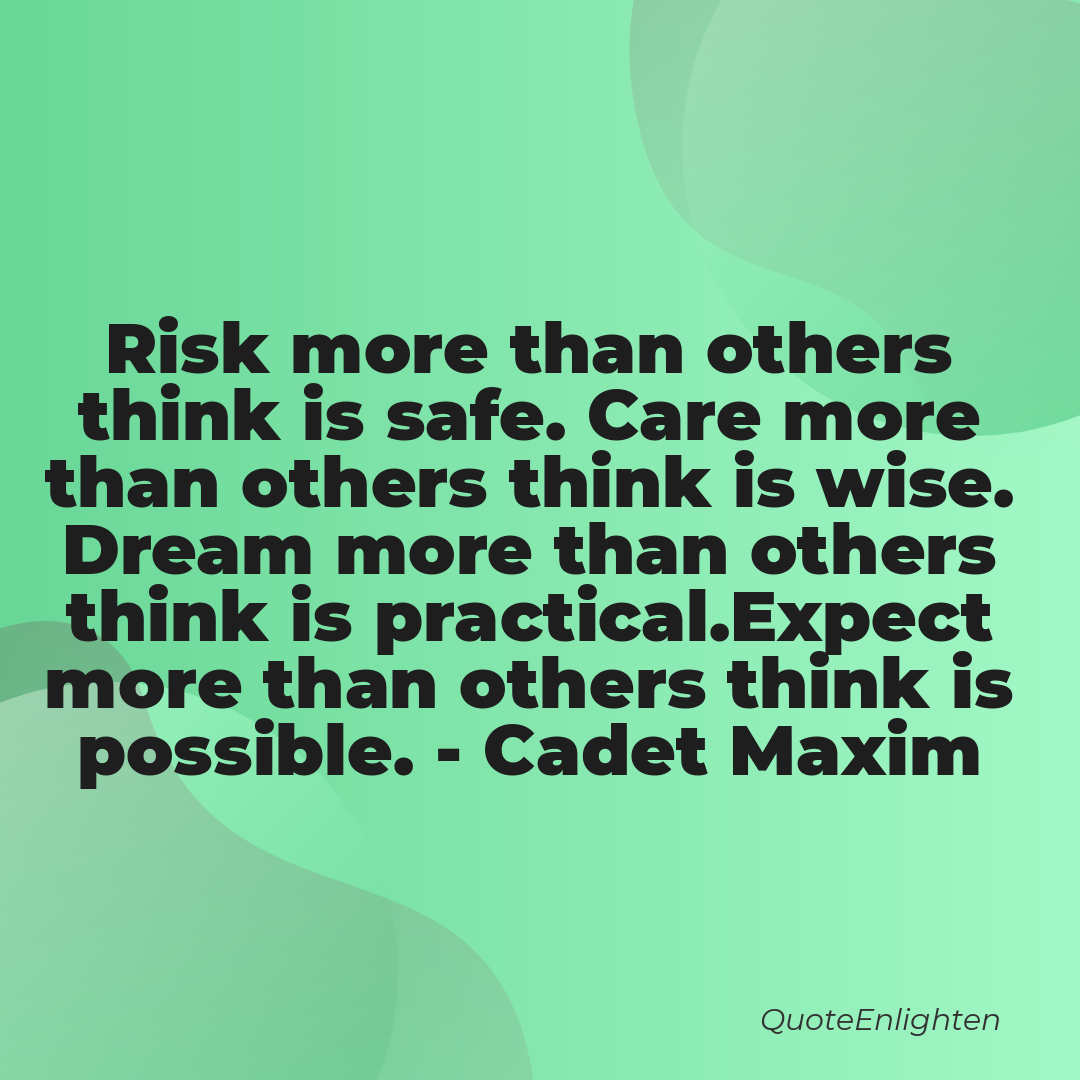 Risk more than others
think is safe. Care more
than others think is wise.
Dream more than others
think is practical.Expect
more than others think is
possible. - Cadet Maxim
QuoteEnlighten